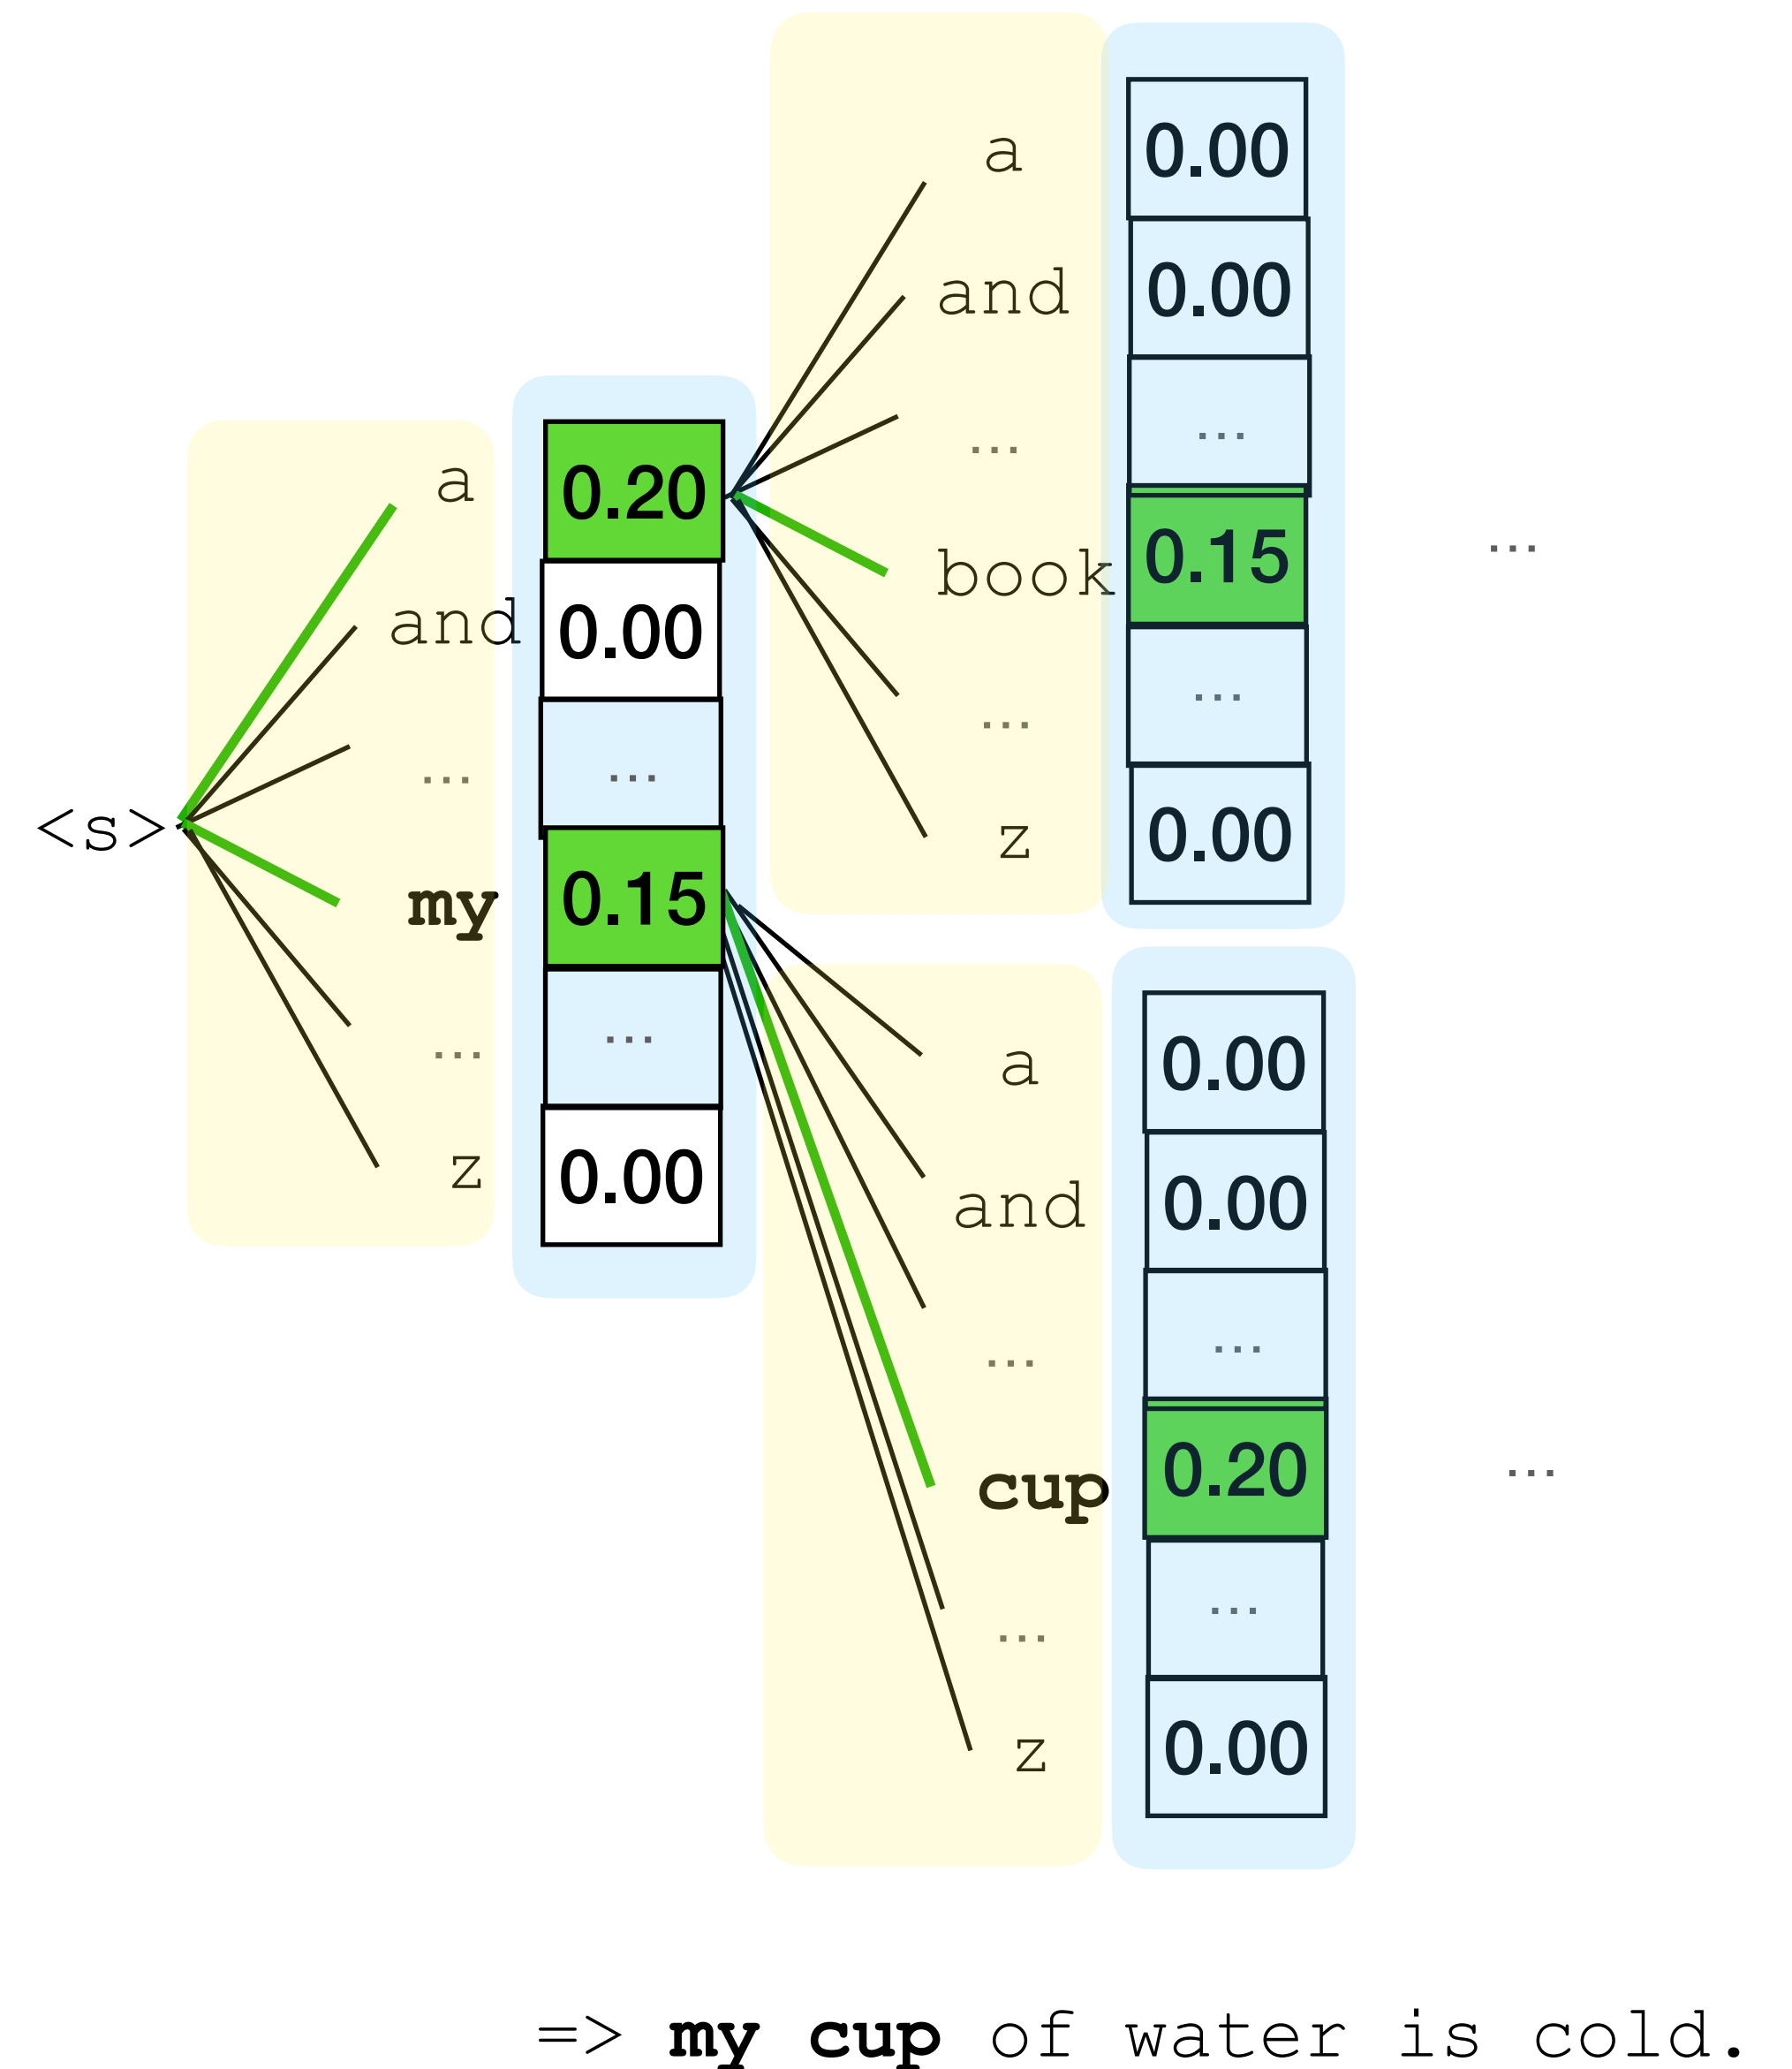 a 0.00
and 0.00
... ...
book 0.15 ...
... ...
z 0.00
<s>
a 0.20
and 0.00
... ...
my 0.15
... ...
z 0.00
a 0.00
and 0.00
... ...
cup 0.20 ...
... ...
z 0.00
=> my cup of water is cold.